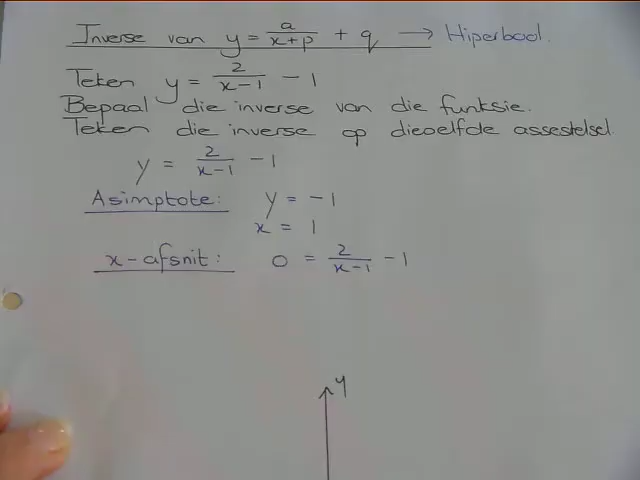 Inverse van y = a/(x+p) + q → Hiperbool.
Teken y = 2/(x-1) - 1
Bepaal die inverse van die funksie.
Teken die inverse op dieselfde assestelsel.
y = 2/(x-1) - 1
Asimptote: y = -1
x = 1
x-afsnit: 0 = 2/(x-1) - 1
y